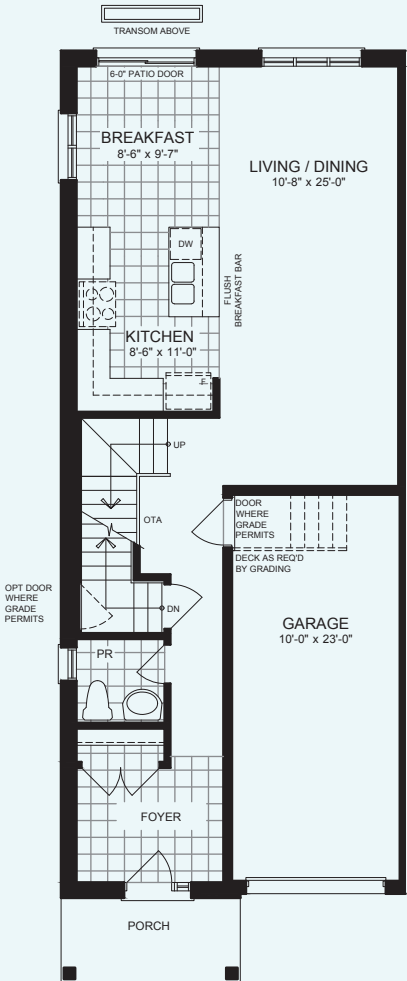 TRANSOM ABOVE
6-0" PATIO DOOR
BREAKFAST
8'-6" x 9'-7"
LIVING / DINING
10'-8" x 25'-0"
DW
FLUSH
BREAKFAST BAR
KITCHEN
8'-6" x 11'-0"
F
UP
OTA
DOOR
WHERE
GRADE
PERMITS
DECK AS REQ'D
BY GRADING
OPT DOOR
WHERE
GRADE
PERMITS
DN
GARAGE
10'-0" x 23'-0"
PR
FOYER
PORCH